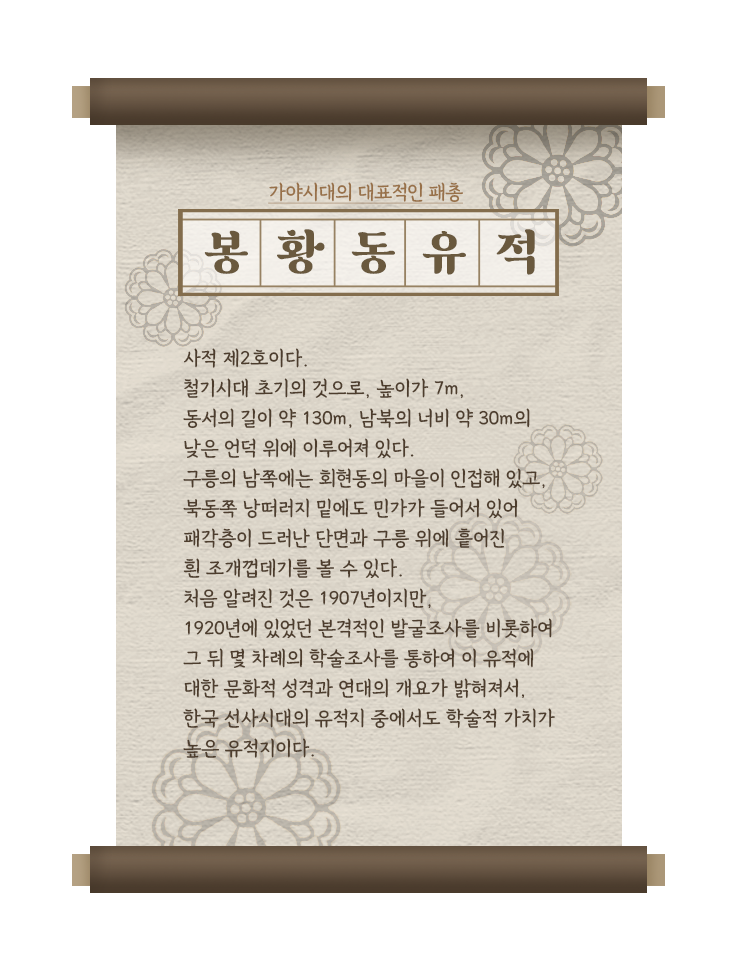 가야시대의 대표적인 패총
봉황동유적
사적 제2호이다.
철기시대 초기의 것으로, 높이가 7m,
동서의 길이 약 130m, 남북의 너비 약 30m의
낮은 언덕 위에 이루어져 있다.
구릉의 남쪽에는 회현동의 마을이 인접해 있고,
북동쪽 낭떠러지 밑에도 민가가 들어서 있어
패각층이 드러난 단면과 구릉 위에 흩어진
흰 조개껍데기를 볼 수 있다.
처음 알려진 것은 1907년이지만,
1920년에 있었던 본격적인 발굴조사를 비롯하여
그 뒤 몇 차례의 학술조사를 통하여 이 유적에
대한 문화적 성격과 연대의 개요가 밝혀져서,
한국 선사시대의 유적지 중에서도 학술적 가치가
높은 유적지이다.